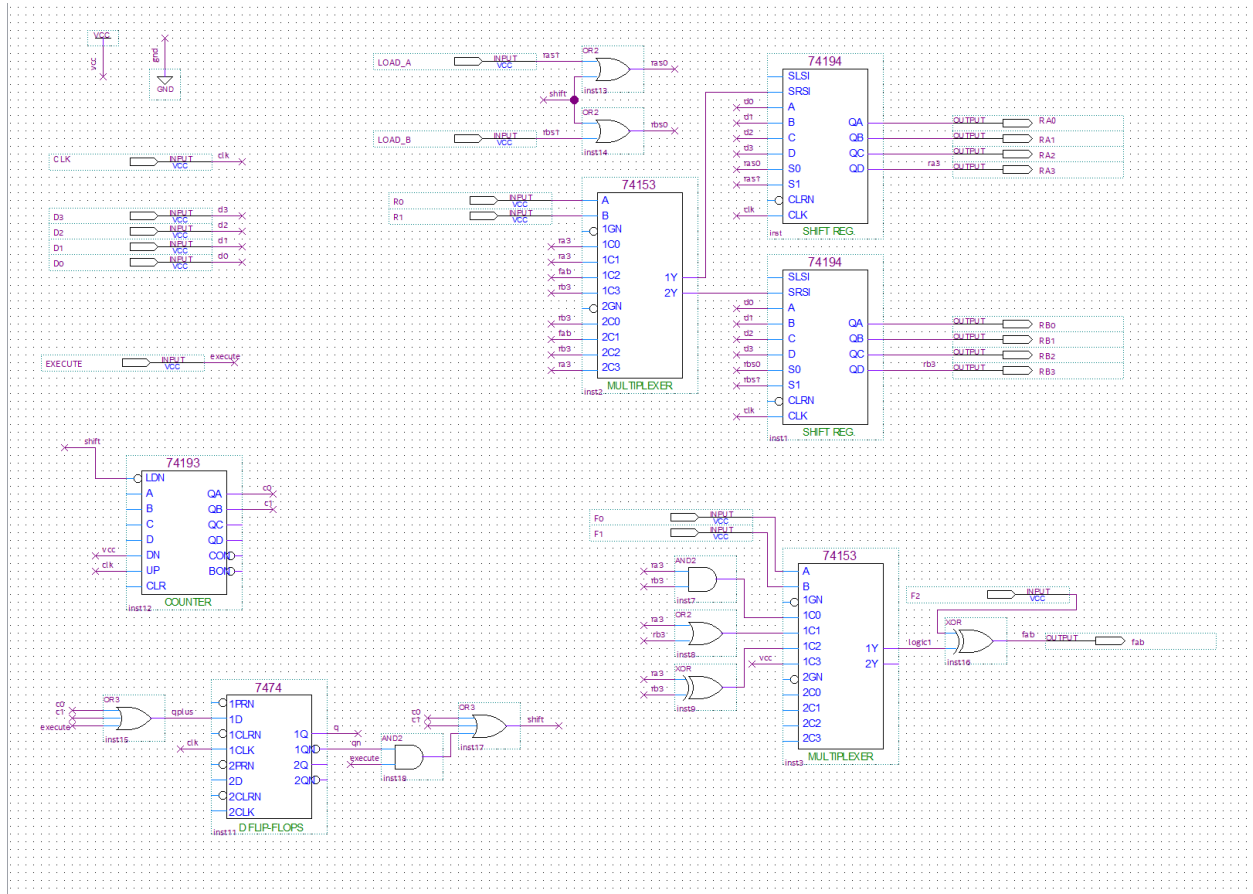 VCC
vcc
gnd
GND
CLK INPUT VCC clk
D3 INPUT VCC d3
D2 INPUT VCC d2
D1 INPUT VCC d1
D0 INPUT VCC d0
EXECUTE INPUT VCC execute
LOAD_A INPUT VCC ras1
OR2
ras0
inst13
shift
OR2
LOAD_B INPUT VCC rbs1
rbs0
inst14
R0 INPUT VCC
R1 INPUT VCC
74153
A
B
1GN
ra3 1C0
ra3 1C1
fab 1C2 1Y
rb3 1C3 2Y
2GN
rb3 2C0
fab 2C1
rb3 2C2
ra3 2C3
MULTIPLEXER
inst2
74194
SLSI
SRSI
d0 A
d1 B QA OUTPUT RA0
d2 C QB OUTPUT RA1
d3 D QC OUTPUT RA2
ras0 S0 QD ra3 OUTPUT RA3
ras1 S1
CLRN
clk CLK
inst SHIFT REG.
74194
SLSI
SRSI
d0 A
d1 B QA OUTPUT RB0
d2 C QB OUTPUT RB1
d3 D QC OUTPUT RB2
rbs0 S0 QD rb3 OUTPUT RB3
rbs1 S1
CLRN
clk CLK
SHIFT REG.
inst1
shift
74193
LDN
A QA c0
B QB c1
C QC
D QD
vcc DN CON
clk UP BON
CLR
COUNTER
inst12
F0 INPUT VCC
F1 INPUT VCC
74153
AND2
ra3
rb3
inst7
OR2
ra3
rb3
inst8
XOR
ra3
rb3
inst9
vcc
A
B
1GN
1C0
1C1
1C2 1Y logic1
1C3 2Y
2GN
2C0
2C1
2C2
2C3
MULTIPLEXER
inst3
F2 INPUT VCC
XOR
fab OUTPUT fab
inst16
OR3
c0
c1
execute
qplus
inst15
7474
1PRN
1D
1CLRN 1Q q
clk 1CLK 1QN qn
2PRN 2Q
2D 2QN
2CLRN
2CLK
D FLIP-FLOPS
inst11
AND2
execute
inst18
OR3
c0
c1
shift
inst17